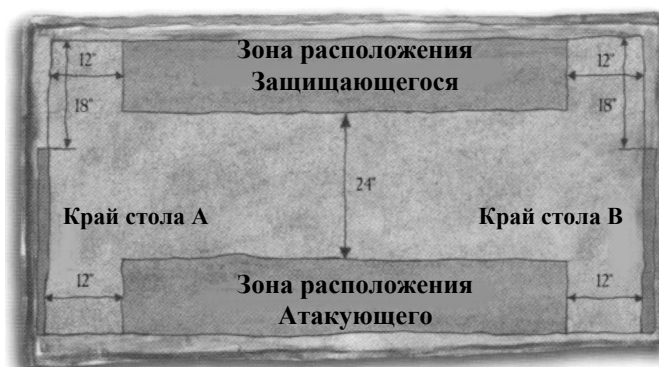 Зона расположения
Защищающегося
12"
12"
18"
18"
24"
Край стола А
Край стола В
Зона расположения
Атакующего
12"
12"